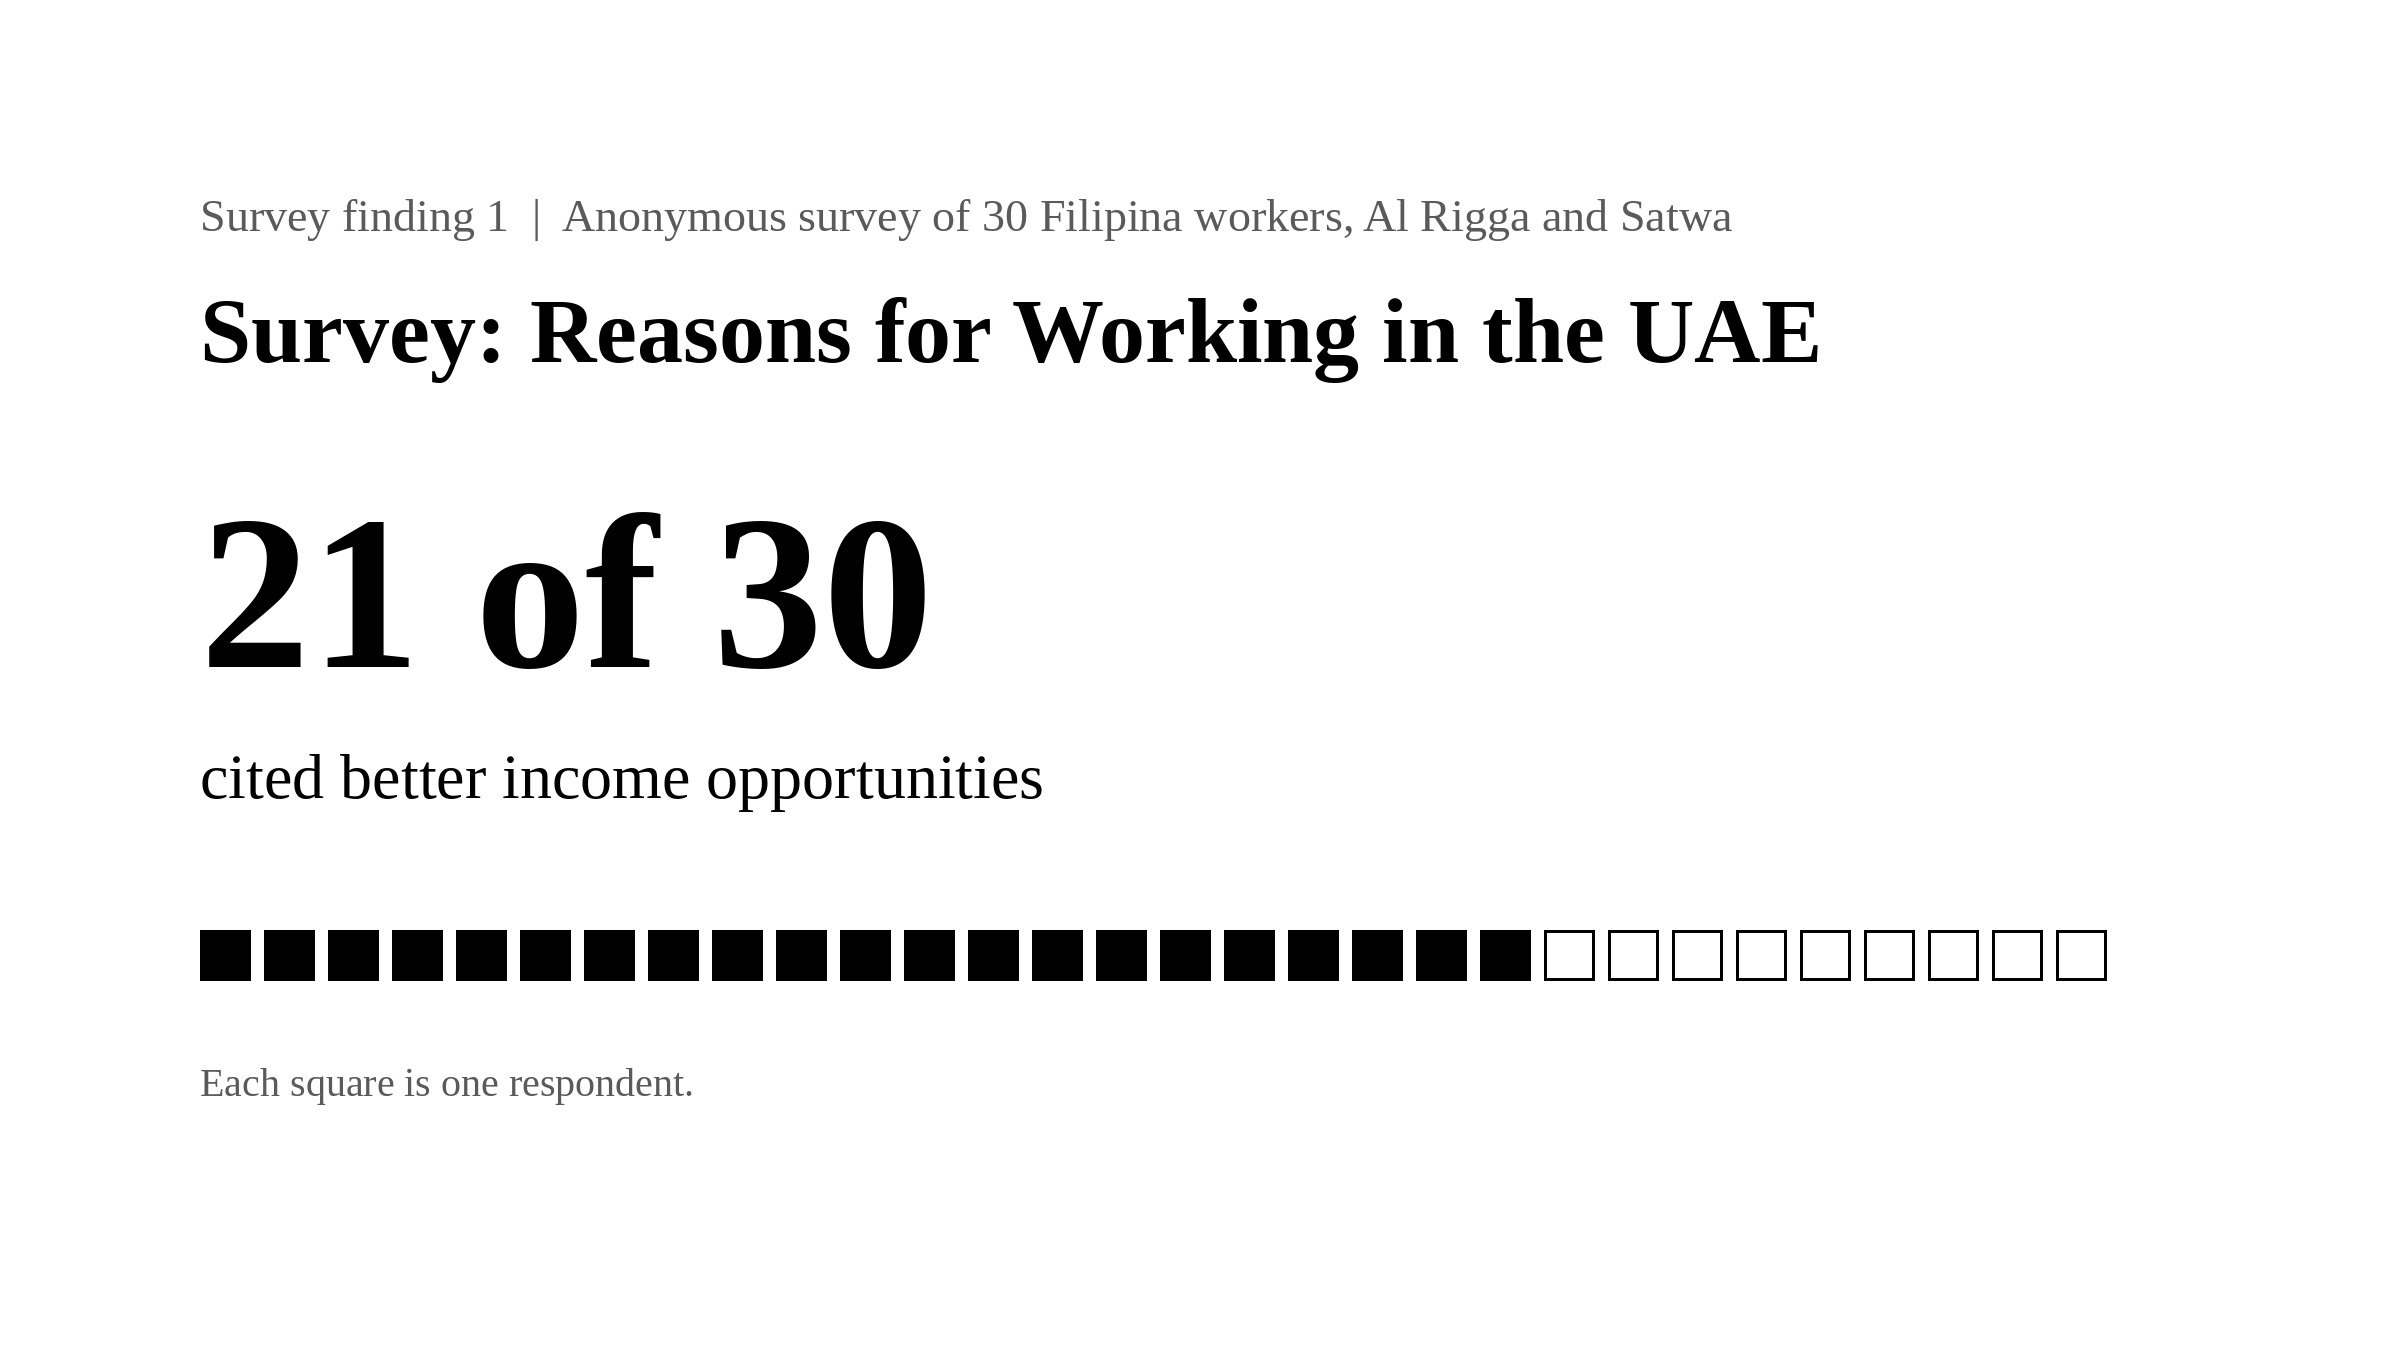 Survey finding 1 | Anonymous survey of 30 Filipina workers, Al Rigga and Satwa
Survey: Reasons for Working in the UAE
21 of 30
cited better income opportunities
Each square is one respondent.